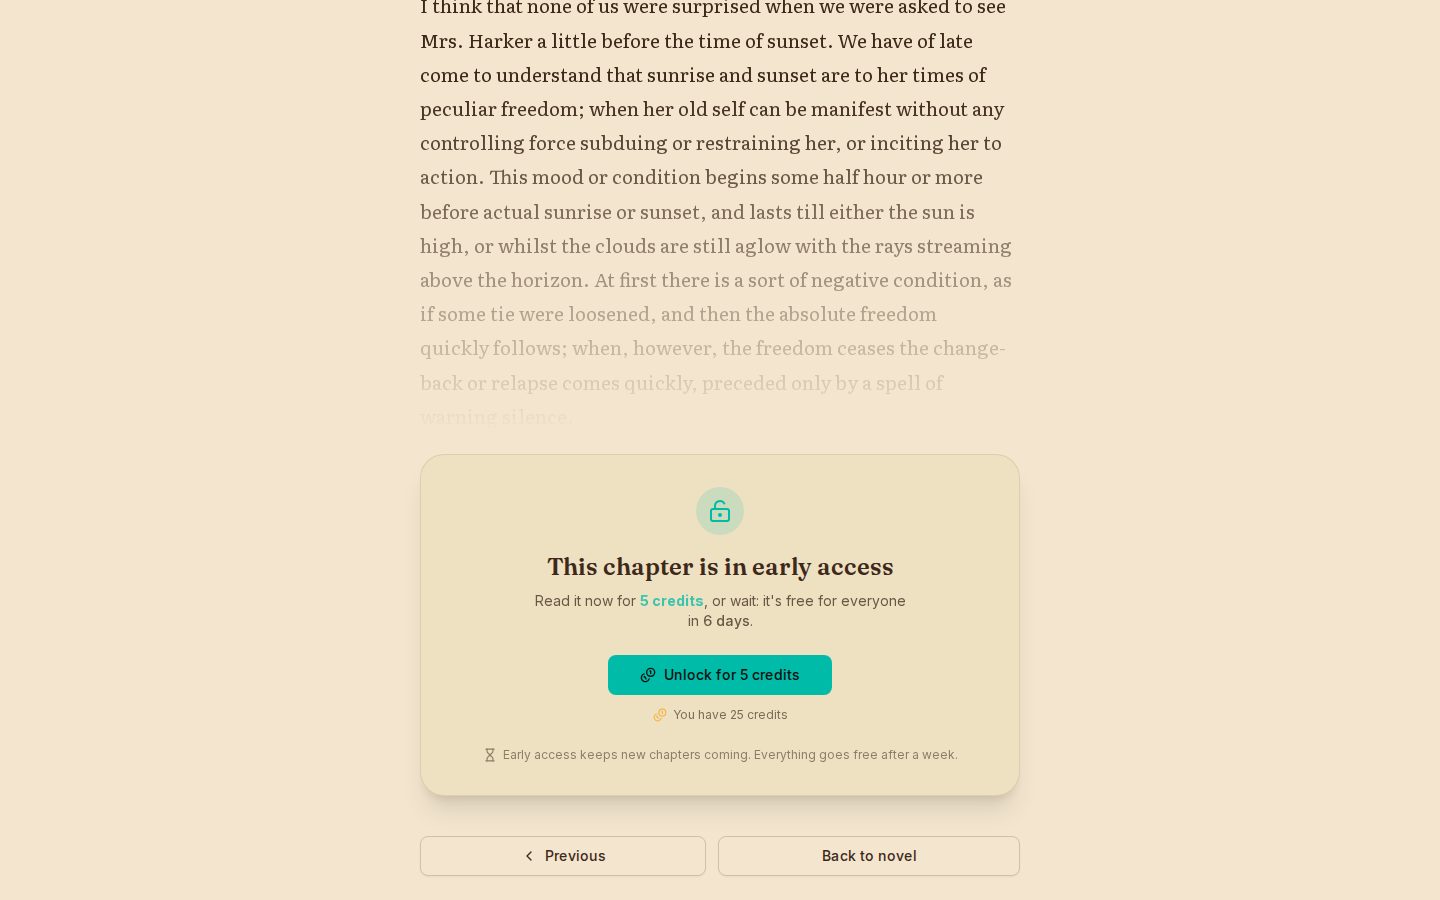 I think that none of us were surprised when we were asked to see
Mrs. Harker a little before the time of sunset. We have of late
come to understand that sunrise and sunset are to her times of
peculiar freedom; when her old self can be manifest without any
controlling force subduing or restraining her, or inciting her to
action. This mood or condition begins some half hour or more
before actual sunrise or sunset, and lasts till either the sun is
high, or whilst the clouds are still aglow with the rays streaming
above the horizon. At first there is a sort of negative condition, as
if some tie were loosened, and then the absolute freedom
quickly follows; when, however, the freedom ceases the change-
back or relapse comes quickly, preceded only by a spell of
warning silence.
This chapter is in early access
Read it now for 5 credits, or wait: it's free for everyone
in 6 days.
Unlock for 5 credits
You have 25 credits
Early access keeps new chapters coming. Everything goes free after a week.
Previous
Back to novel